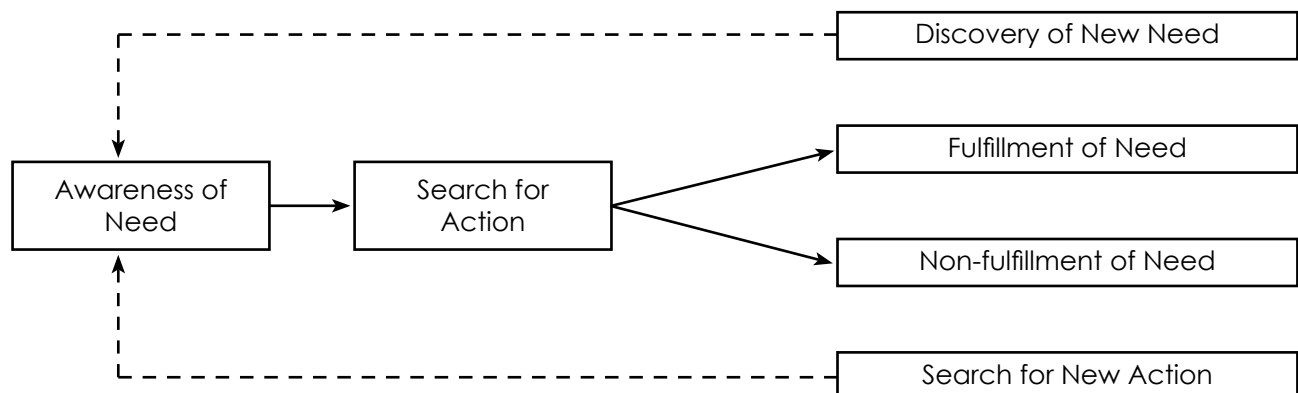 Discovery of New Need
Fulfillment of Need
Awareness of
Need
Search for
Action
Non-fulfillment of Need
Search for New Action